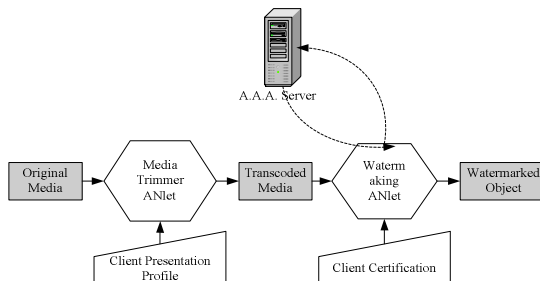 A.A.A. Server
Original
Media
Media
Trimmer
ANlet
Transcoded
Media
Waterm
aking
ANlet
Watermarked
Object
Client Presentation
Profile
Client Certification